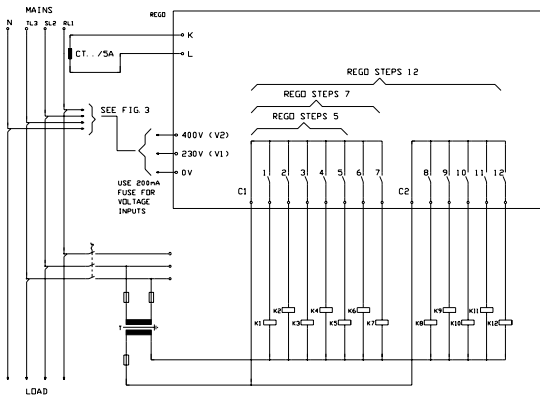 MAINS
REGO
N TL3 SL2 RL1
K
CT../5A
L
REGO STEPS 12
REGO STEPS 7
SEE FIG.3
REGO STEPS 5
400V (V2)
230V (V1)
0V
USE 200mA
FUSE FOR
VOLTAGE
INPUTS
C1 1 2 3 4 5 6 7 C2 8 9 10 11 12
K2 K4 K6 K9 K11
K1 K3 K5 K7 K8 K10 K12
T
LOAD